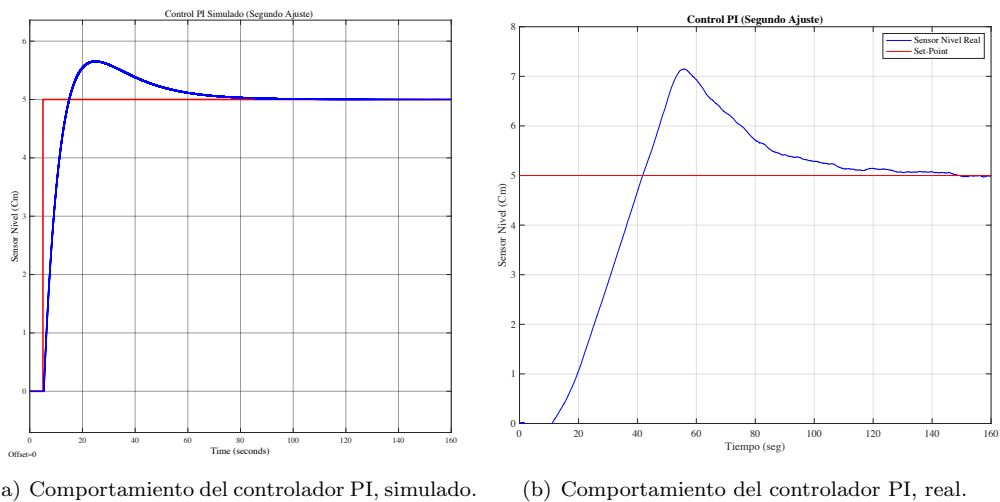 Control PI Simulado (Segundo Ajuste)
6
5
4
3
2
1
0
Sensor Nivel (Cm)
0 20 40 60 80 100 120 140 160
Time (seconds)
Offset=0
Control PI (Segundo Ajuste)
Sensor Nivel Real
Set-Point
8
7
6
5
4
3
2
1
0
Sensor Nivel (Cm)
0 20 40 60 80 100 120 140 160
Tiempo (seg)
a) Comportamiento del controlador PI, simulado.
(b) Comportamiento del controlador PI, real.